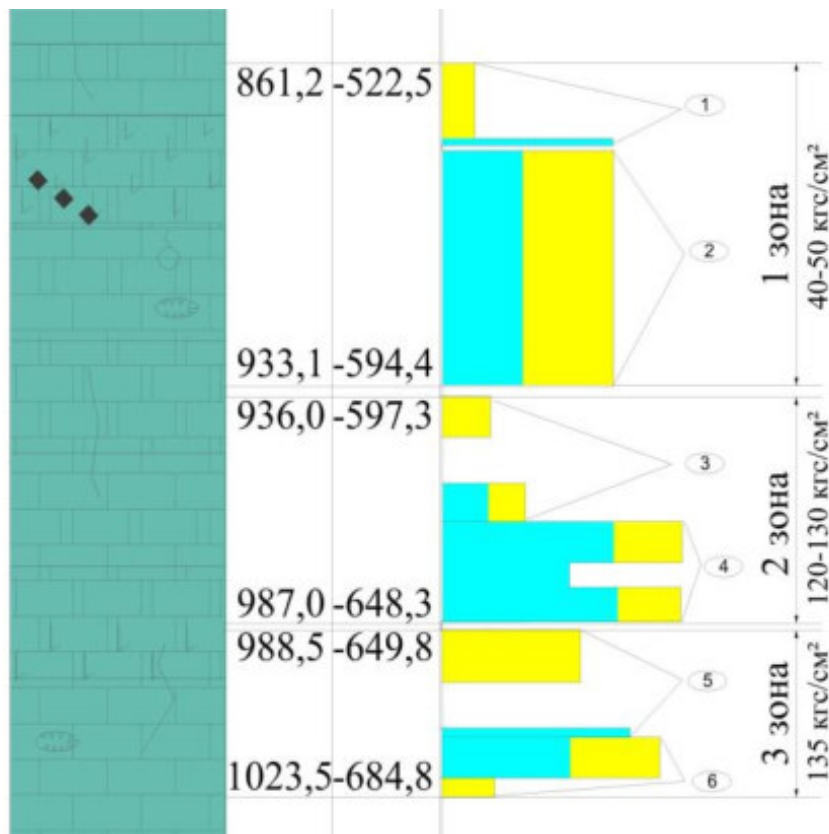 861,2 -522,5
1
2
1 зона
40-50 кгс/см²
933,1 -594,4
936,0 -597,3
3
4
2 зона
120-130 кгс/см²
987,0 -648,3
988,5 -649,8
5
6
3 зона
135 кгс/см²
1023,5 -684,8